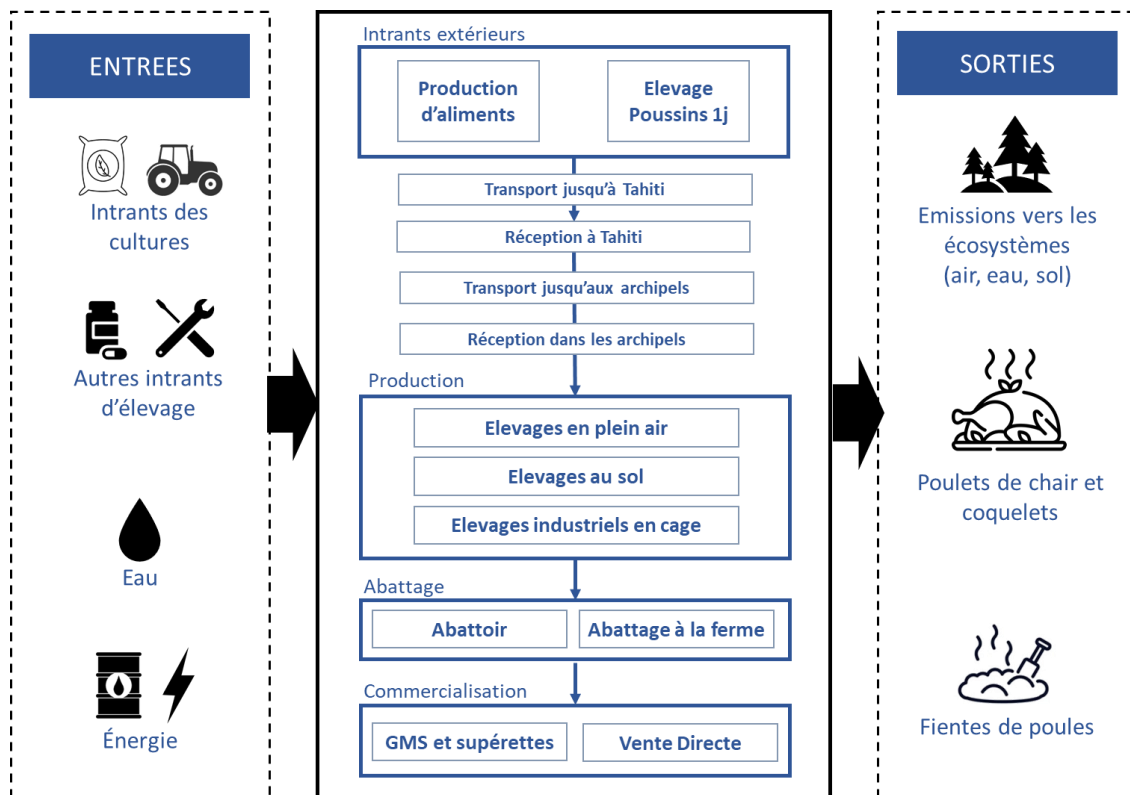 ENTREES
Intrants des
cultures
Autres intrants
d'élevage
Eau
Énergie
Intrants extérieurs
Production
d'aliments
Elevage
Poussins 1j
Transport jusqu'à Tahiti
Réception à Tahiti
Transport jusqu'aux archipels
Réception dans les archipels
Production
Elevages en plein air
Elevages au sol
Elevages industriels en cage
Abattage
Abattoir
Abattage à la ferme
Commercialisation
GMS et supérettes
Vente Directe
SORTIES
Emissions vers les
écosystèmes
(air, eau, sol)
Poulets de chair et
coquelets
Fientes de poules